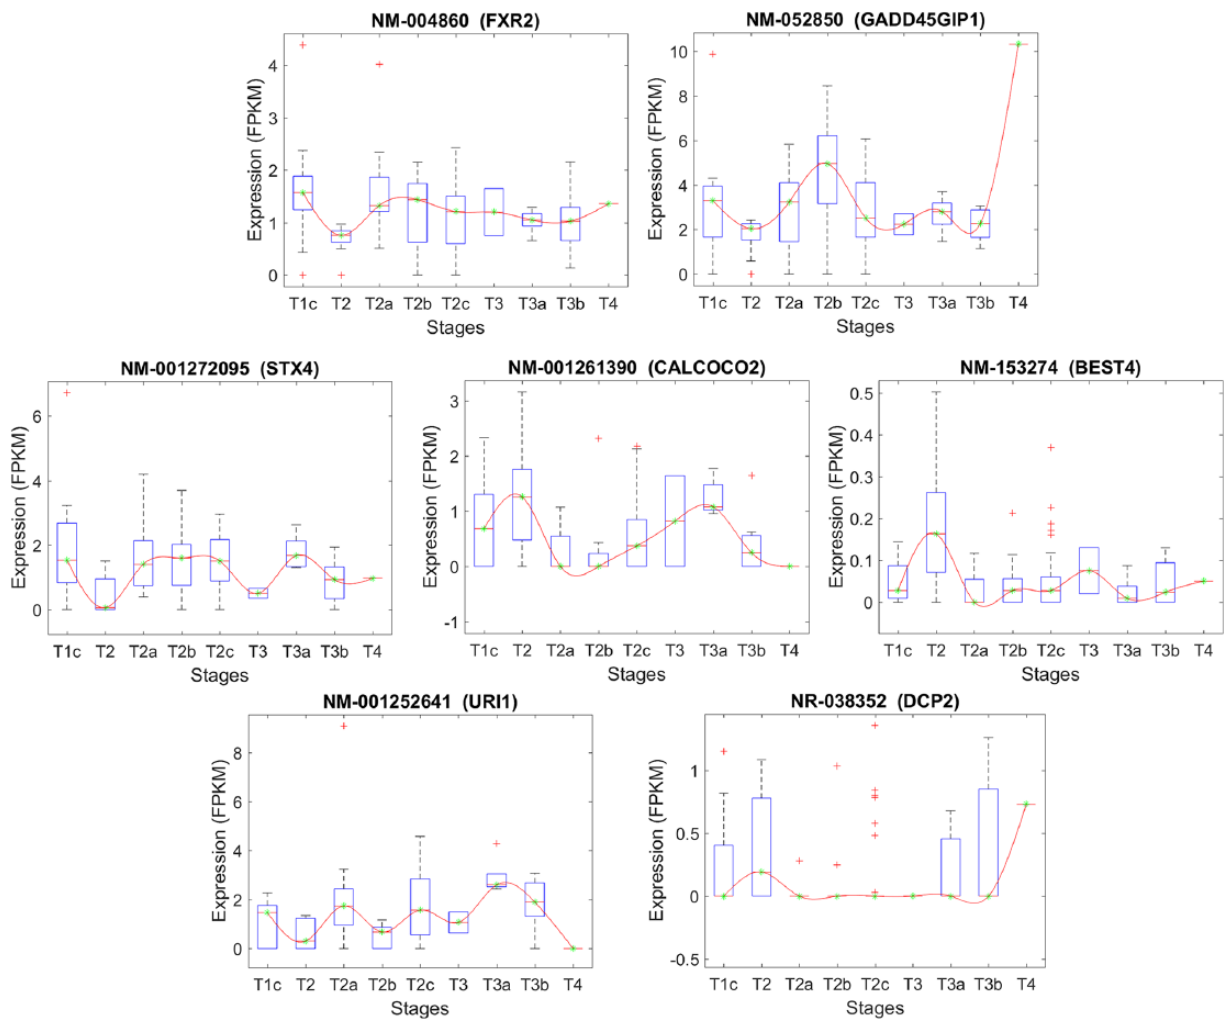 NM-004860 (FXR2)
Expression (FPKM)
4
3
2
1
0
T1c T2 T2a T2b T2c T3 T3a T3b T4
Stages
NM-052850 (GADD45GIP1)
Expression (FPKM)
10
8
6
4
2
0
T1c T2 T2a T2b T2c T3 T3a T3b T4
Stages
NM-001272095 (STX4)
Expression (FPKM)
6
4
2
0
T1c T2 T2a T2b T2c T3 T3a T3b T4
Stages
NM-001261390 (CALCOCO2)
Expression (FPKM)
3
2
1
0
-1
T1c T2 T2a T2b T2c T3 T3a T3b T4
Stages
NM-153274 (BEST4)
Expression (FPKM)
0.5
0.4
0.3
0.2
0.1
0
T1c T2 T2a T2b T2c T3 T3a T3b T4
Stages
NM-001252641 (URI1)
Expression (FPKM)
8
6
4
2
0
T1c T2 T2a T2b T2c T3 T3a T3b T4
Stages
NR-038352 (DCP2)
Expression (FPKM)
1
0.5
0
-0.5
T1c T2 T2a T2b T2c T3 T3a T3b T4
Stages